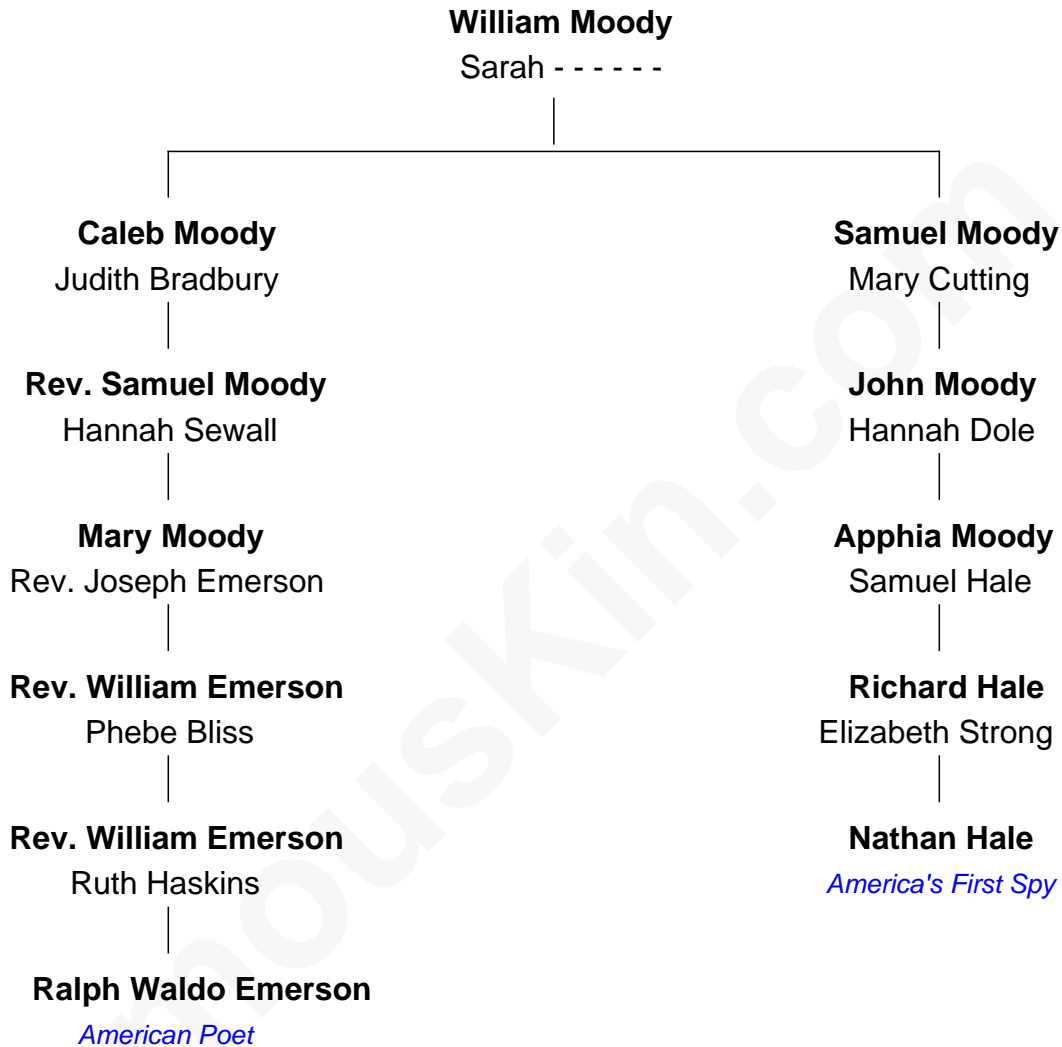 William Moody
Sarah - - - - - -
Caleb Moody
Judith Bradbury
Samuel Moody
Mary Cutting
Rev. Samuel Moody
Hannah Sewall
John Moody
Hannah Dole
Mary Moody
Rev. Joseph Emerson
Apphia Moody
Samuel Hale
Rev. William Emerson
Phebe Bliss
Richard Hale
Elizabeth Strong
Rev. William Emerson
Ruth Haskins
Nathan Hale
America's First Spy
Ralph Waldo Emerson
American Poet
mousKin.com